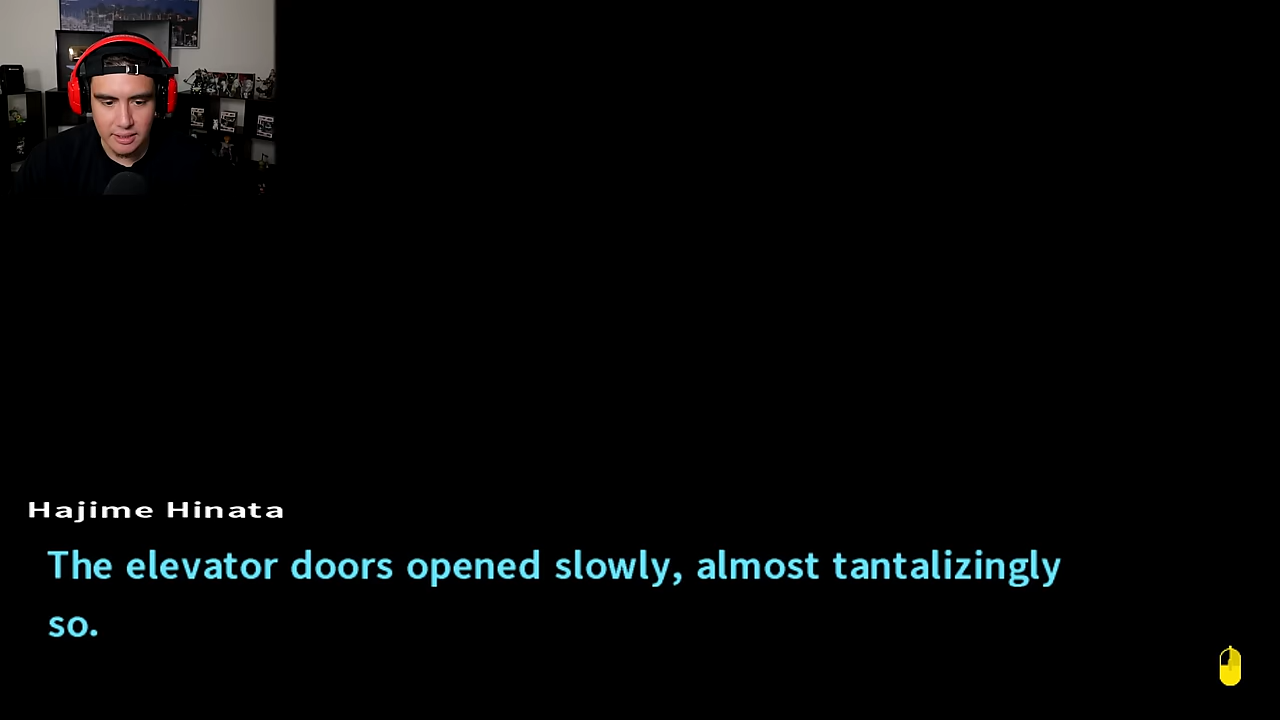 Hajime Hinata
The elevator doors opened slowly, almost tantalizingly
so.